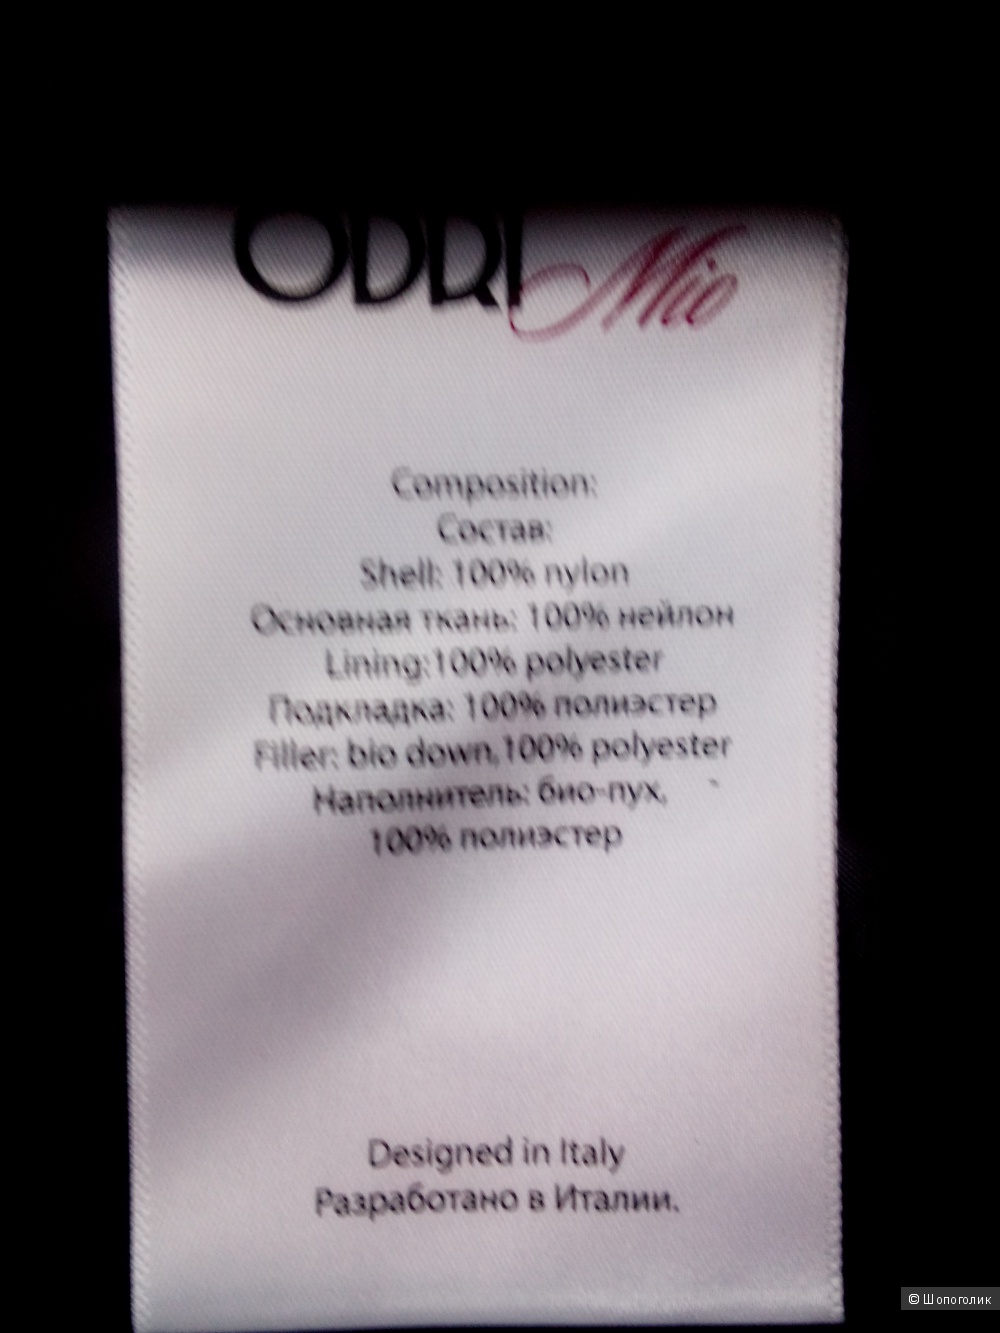 ODRI Mio
Composition:
Состав:
Shell: 100% nylon
Основная ткань: 100% нейлон
Lining:100% polyester
Подкладка: 100% полиэстер
Filler: bio down,100% polyester
Наполнитель: био-пух,
100% полиэстер
Designed in Italy
Разработано в Италии.
© Шопоголик